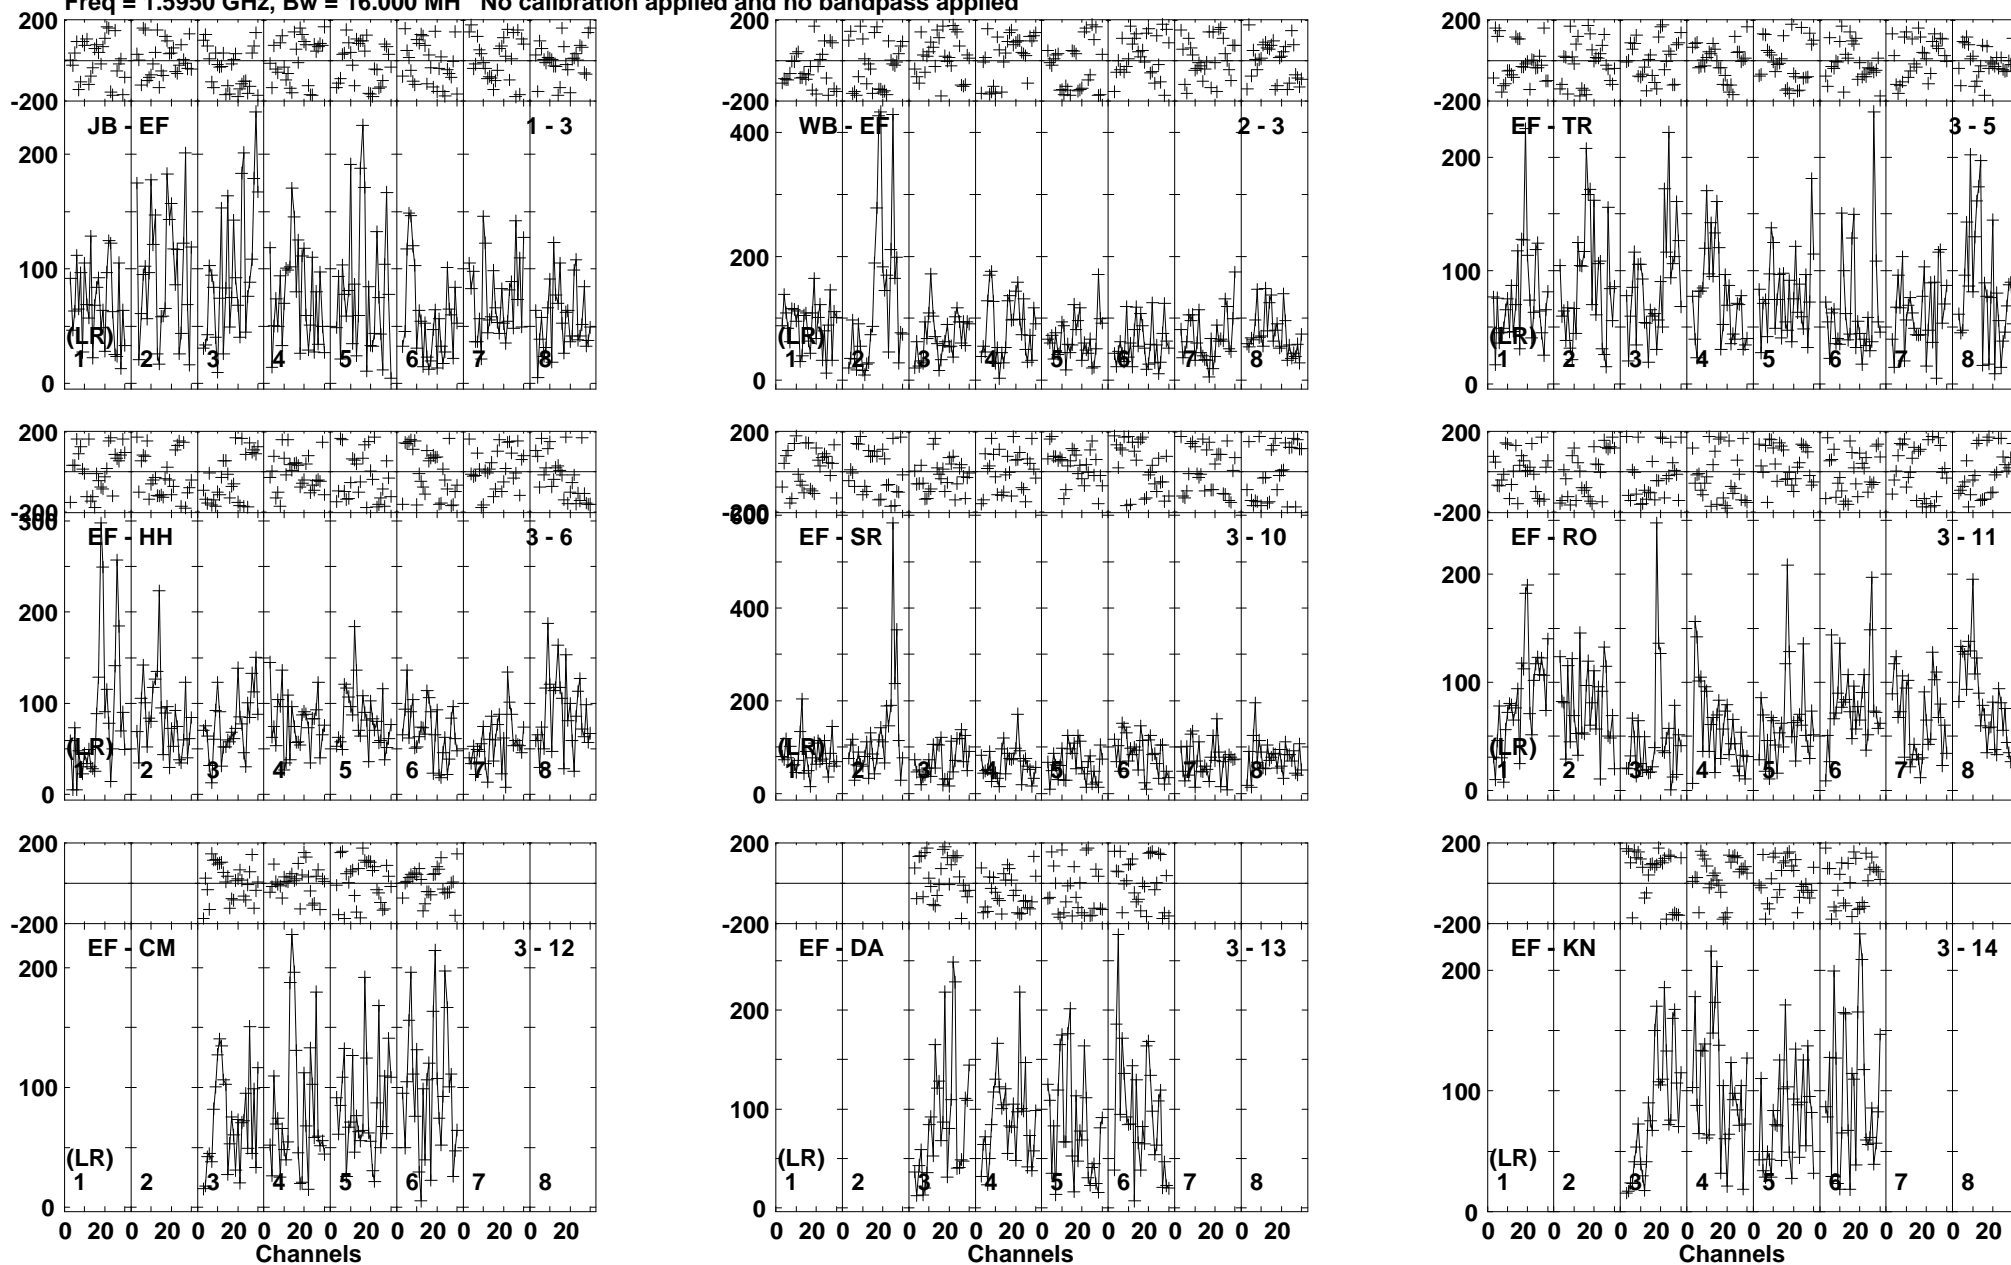 Freq = 1.5950 GHz, Bw = 16.000 MH No calibration applied and no bandpass applied
200 200 200
-200 -200 -200
JB - EF 1 - 3 WB - EF 2 - 3 EF - TR 3 - 5
400
200 200
200
100 100
(LR) (LR) (LR)
1 2 3 4 5 6 7 8 1 2 3 4 5 6 7 8 1 2 3 4 5 6 7 8
0 0 0
200 200 200
-200 -200 -200
300 600
EF - HH 3 - 6 EF - SR 3 - 10 EF - RO 3 - 11
200 400 200
100 200 100
(LR) (LR) (LR)
1 2 3 4 5 6 7 8 1 2 3 4 5 6 7 8 1 2 3 4 5 6 7 8
0 0 0
200 200 200
-200 -200 -200
EF - CM 3 - 12 EF - DA 3 - 13 EF - KN 3 - 14
200 200 200
100 100 100
(LR) (LR) (LR)
1 2 3 4 5 6 7 8 1 2 3 4 5 6 7 8 1 2 3 4 5 6 7 8
0 0 0
0 20 0 20 0 20 0 20 0 20 0 20 0 20 0 20 0 20 0 20 0 20 0 20 0 20 0 20 0 20 0 20 0 20 0 20 0 20 0 20 0 20 0 20 0 20 0 20
Channels Channels Channels